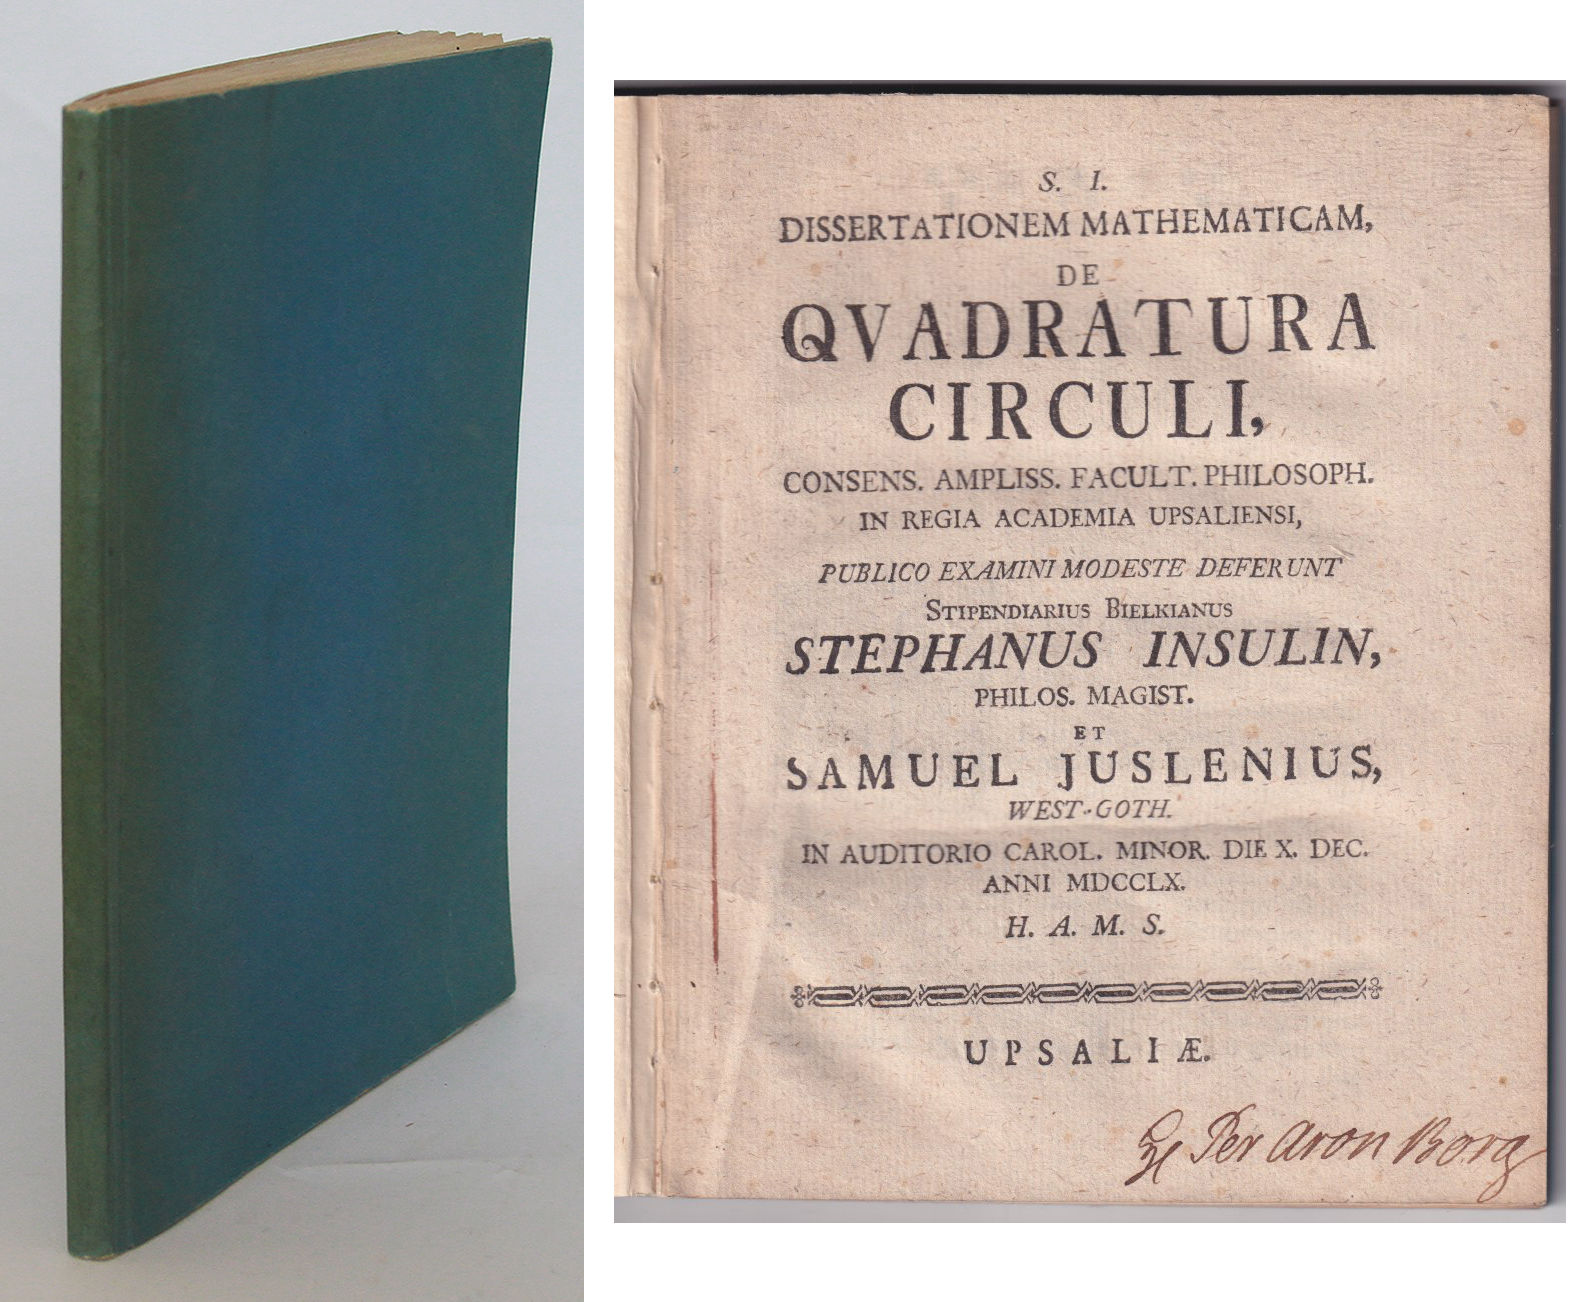 S. I.
DISSERTATIONEM MATHEMATICAM,
DE
QVADRATURA
CIRCULI,
CONSENS. AMPLISS. FACULT. PHILOSOPH.
IN REGIA ACADEMIA UPSALIENSI,
PUBLICO EXAMINI MODESTE DEFERUNT
STIPENDIARIUS BIELKIANUS
STEPHANUS INSULIN,
PHILOS. MAGIST.
ET
SAMUEL JUSLENIUS,
WEST-GOTH.
IN AUDITORIO CAROL. MINOR. DIE X. DEC.
ANNI MDCCLX.
H. A. M. S.
UPSALIÆ.
Per Aron Borg